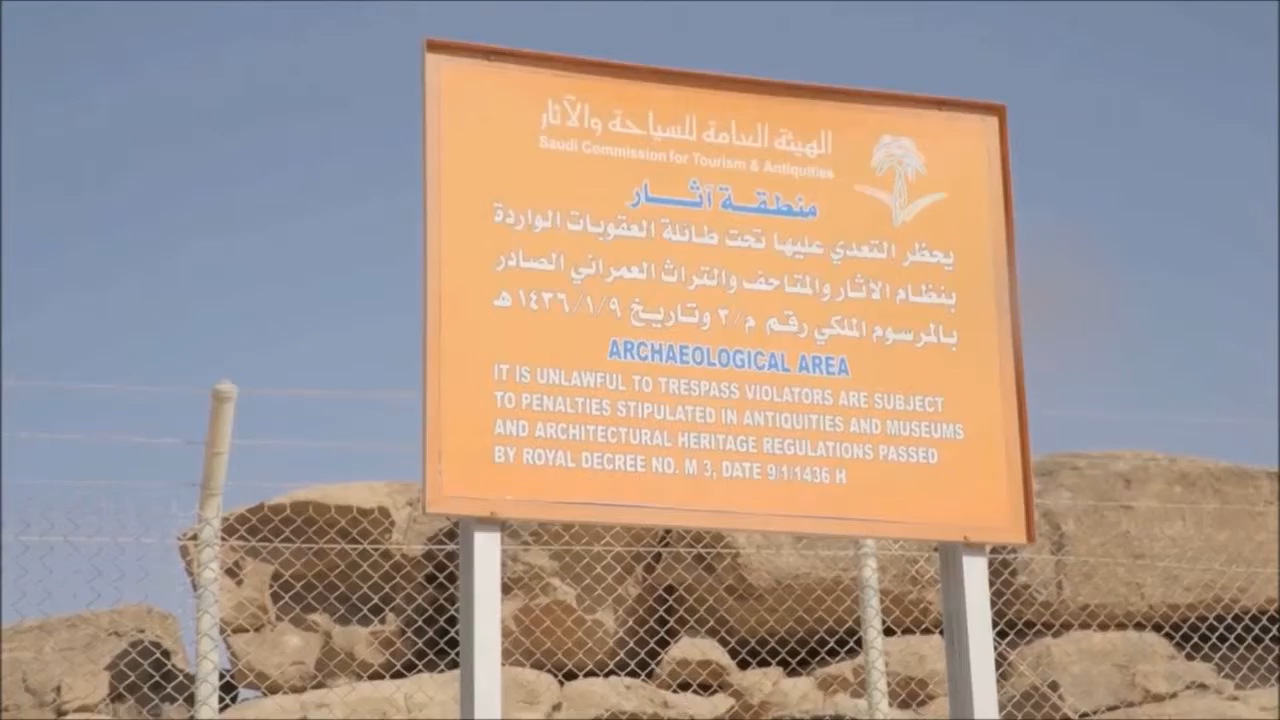 الهيئة العامة للسياحة والآثار
Saudi Commission for Tourism & Antiquities
منطقة آثار
يحظر التعدي عليها تحت طائلة العقوبات الواردة
بنظام الاثار والمتاحف والتراث العمراني الصادر
بالمرسوم الملكي رقم م/٣ وتاريخ ١٤٣٦/١/٩هـ
ARCHAEOLOGICAL AREA
IT IS UNLAWFUL TO TRESPASS VIOLATORS ARE SUBJECT
TO PENALTIES STIPULATED IN ANTIQUITIES AND MUSEUMS
AND ARCHITECTURAL HERITAGE REGULATIONS PASSED
BY ROYAL DECREE NO. M 3, DATE 9/1/1436 H